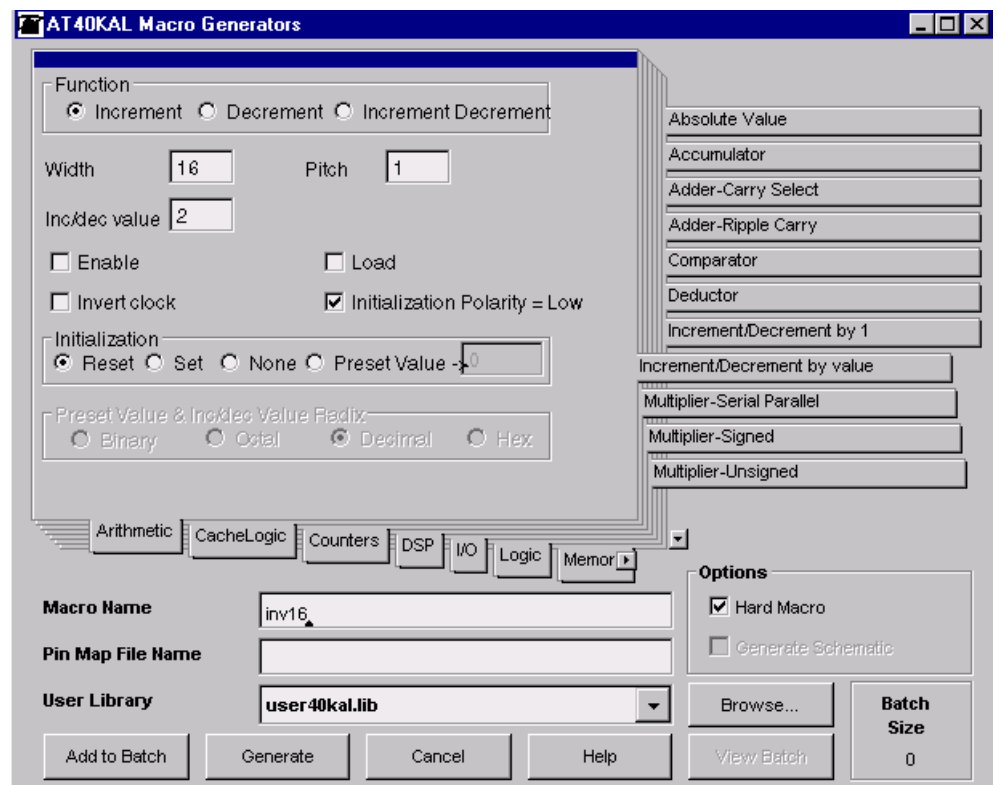 AT40KAL Macro Generators
Function
Increment Decrement Increment Decrement
Width 16 Pitch 1
Inc/dec value 2
Enable Load
Invert clock Initialization Polarity = Low
Initialization
Reset Set None Preset Value -> 0
Preset Value & Inc/dec Value Radix
Binary Octal Decimal Hex
Absolute Value
Accumulator
Adder-Carry Select
Adder-Ripple Carry
Comparator
Deductor
Increment/Decrement by 1
Increment/Decrement by value
Multiplier-Serial Parallel
Multiplier-Signed
Multiplier-Unsigned
Arithmetic CacheLogic Counters DSP I/O Logic Memor
Macro Name inv16
Pin Map File Name
User Library user40kal.lib
Options
Hard Macro
Generate Schematic
Browse...
Batch
Size
0
Add to Batch Generate Cancel Help View Batch